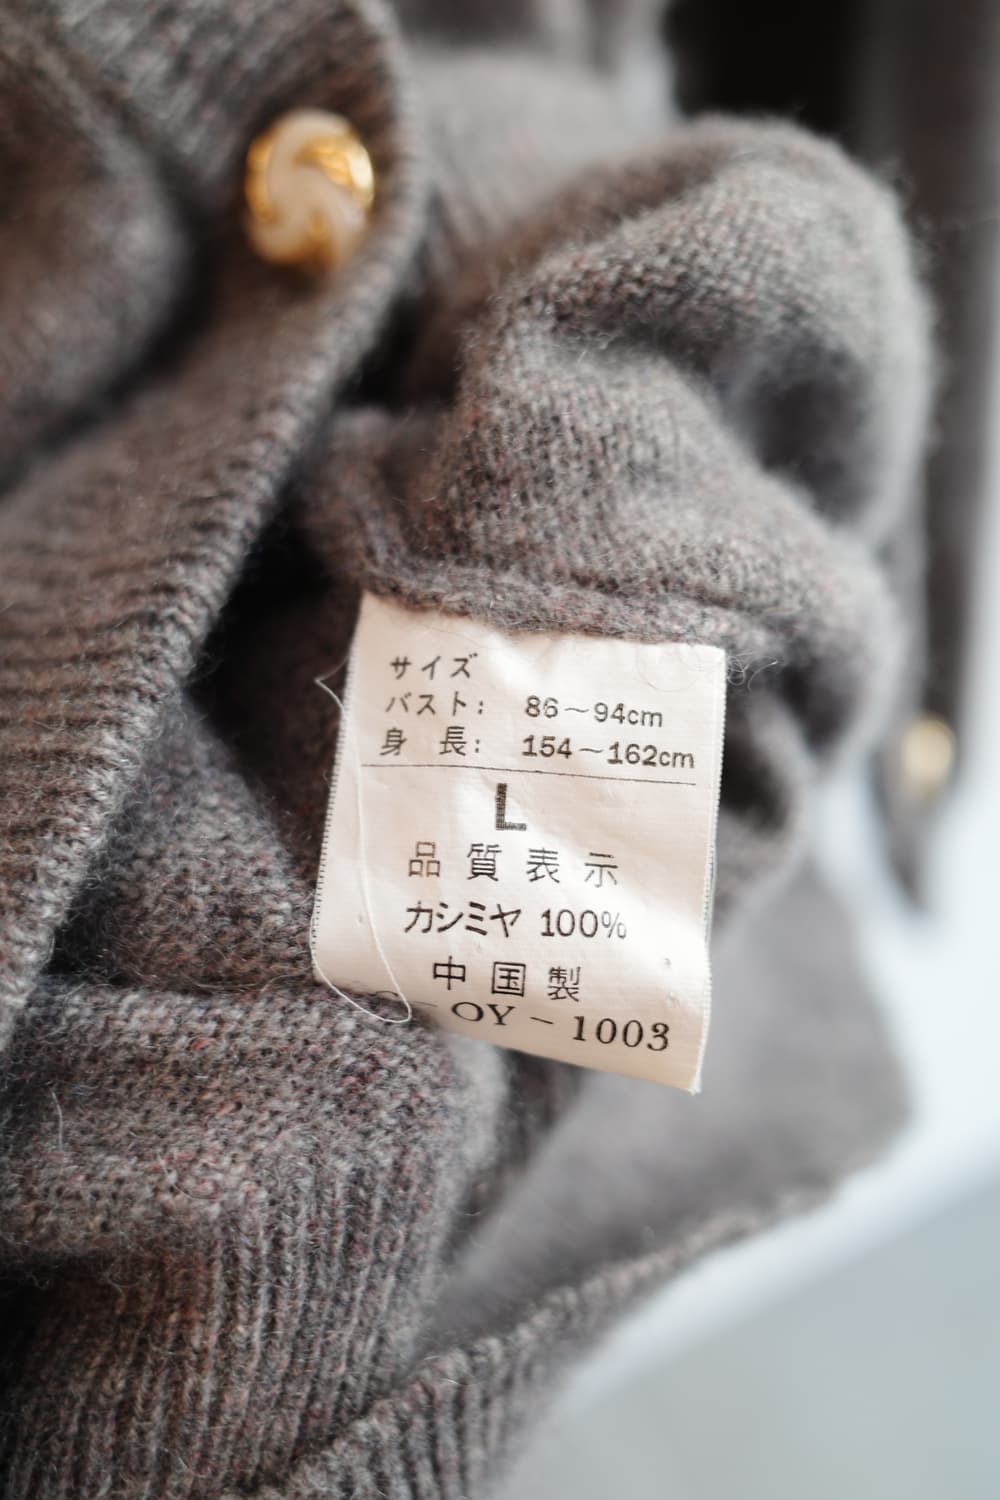 サイズ
バスト: 86~94cm
身 長: 154~162cm
L
品質表示
カシミヤ 100%
中国製
OY-1003